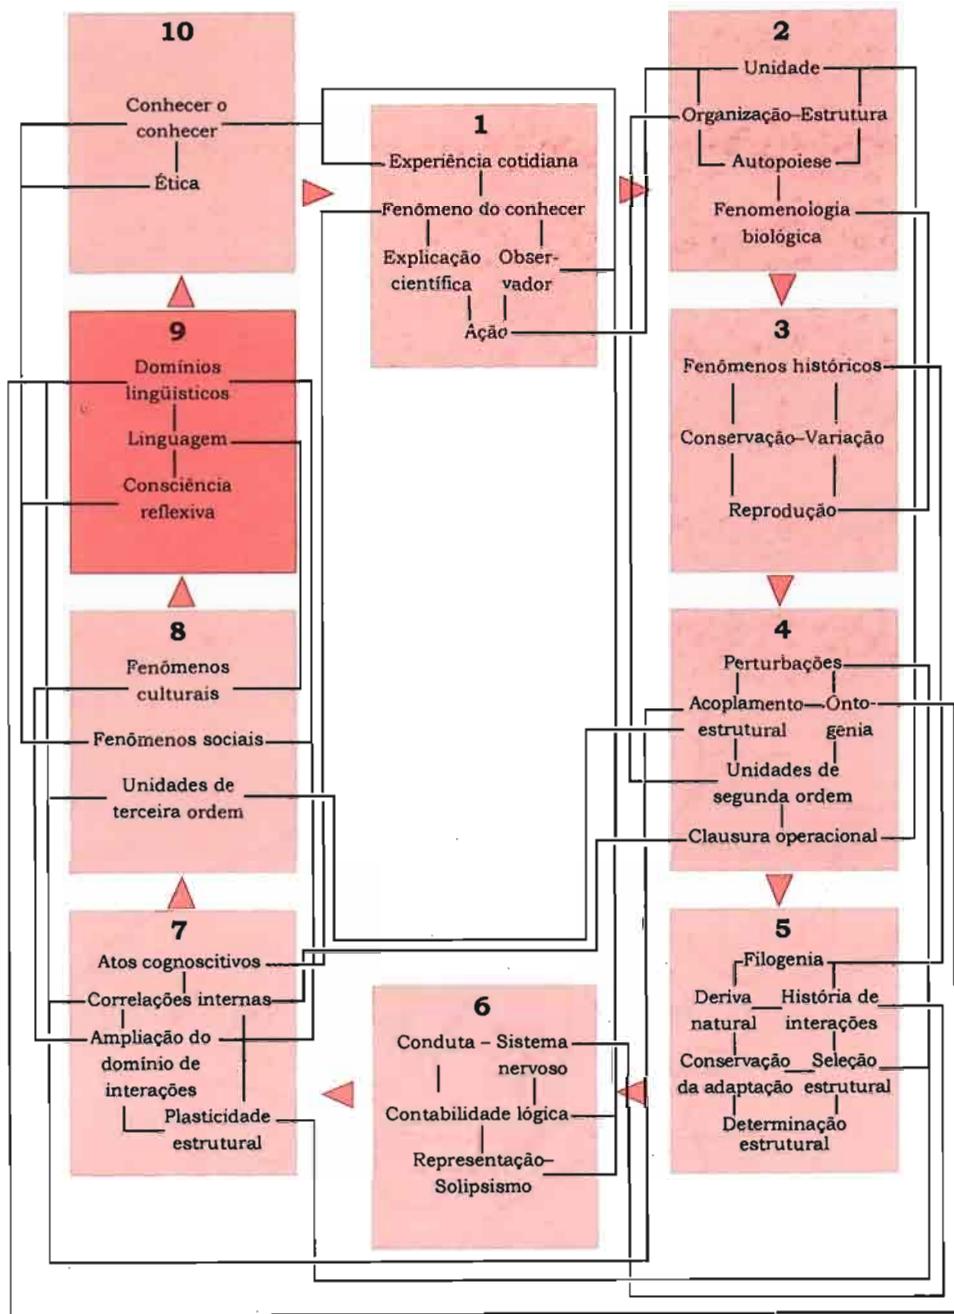 10
Conhecer o
conhecer
Ética
1
Experiência cotidiana
Fenômeno do conhecer
Explicação
científica
Obser-
vador
Ação
2
Unidade
Organização–Estrutura
Autopoiese
Fenomenologia
biológica
3
Fenômenos históricos
Conservação–Variação
Reprodução
4
Perturbações
Acoplamento
estrutural
Onto-
genia
Unidades de
segunda ordem
Clausura operacional
5
Filogenia
Deriva
natural
História de
interações
Conservação
da adaptação
Seleção
estrutural
Determinação
estrutural
6
Conduta – Sistema
nervoso
Contabilidade lógica
Representação–
Solipsismo
7
Atos cognoscitivos
Correlações internas
Ampliação do
domínio de
interações
Plasticidade
estrutural
8
Fenômenos
culturais
Fenômenos sociais
Unidades de
terceira ordem
9
Domínios
lingüísticos
Linguagem
Consciência
reflexiva